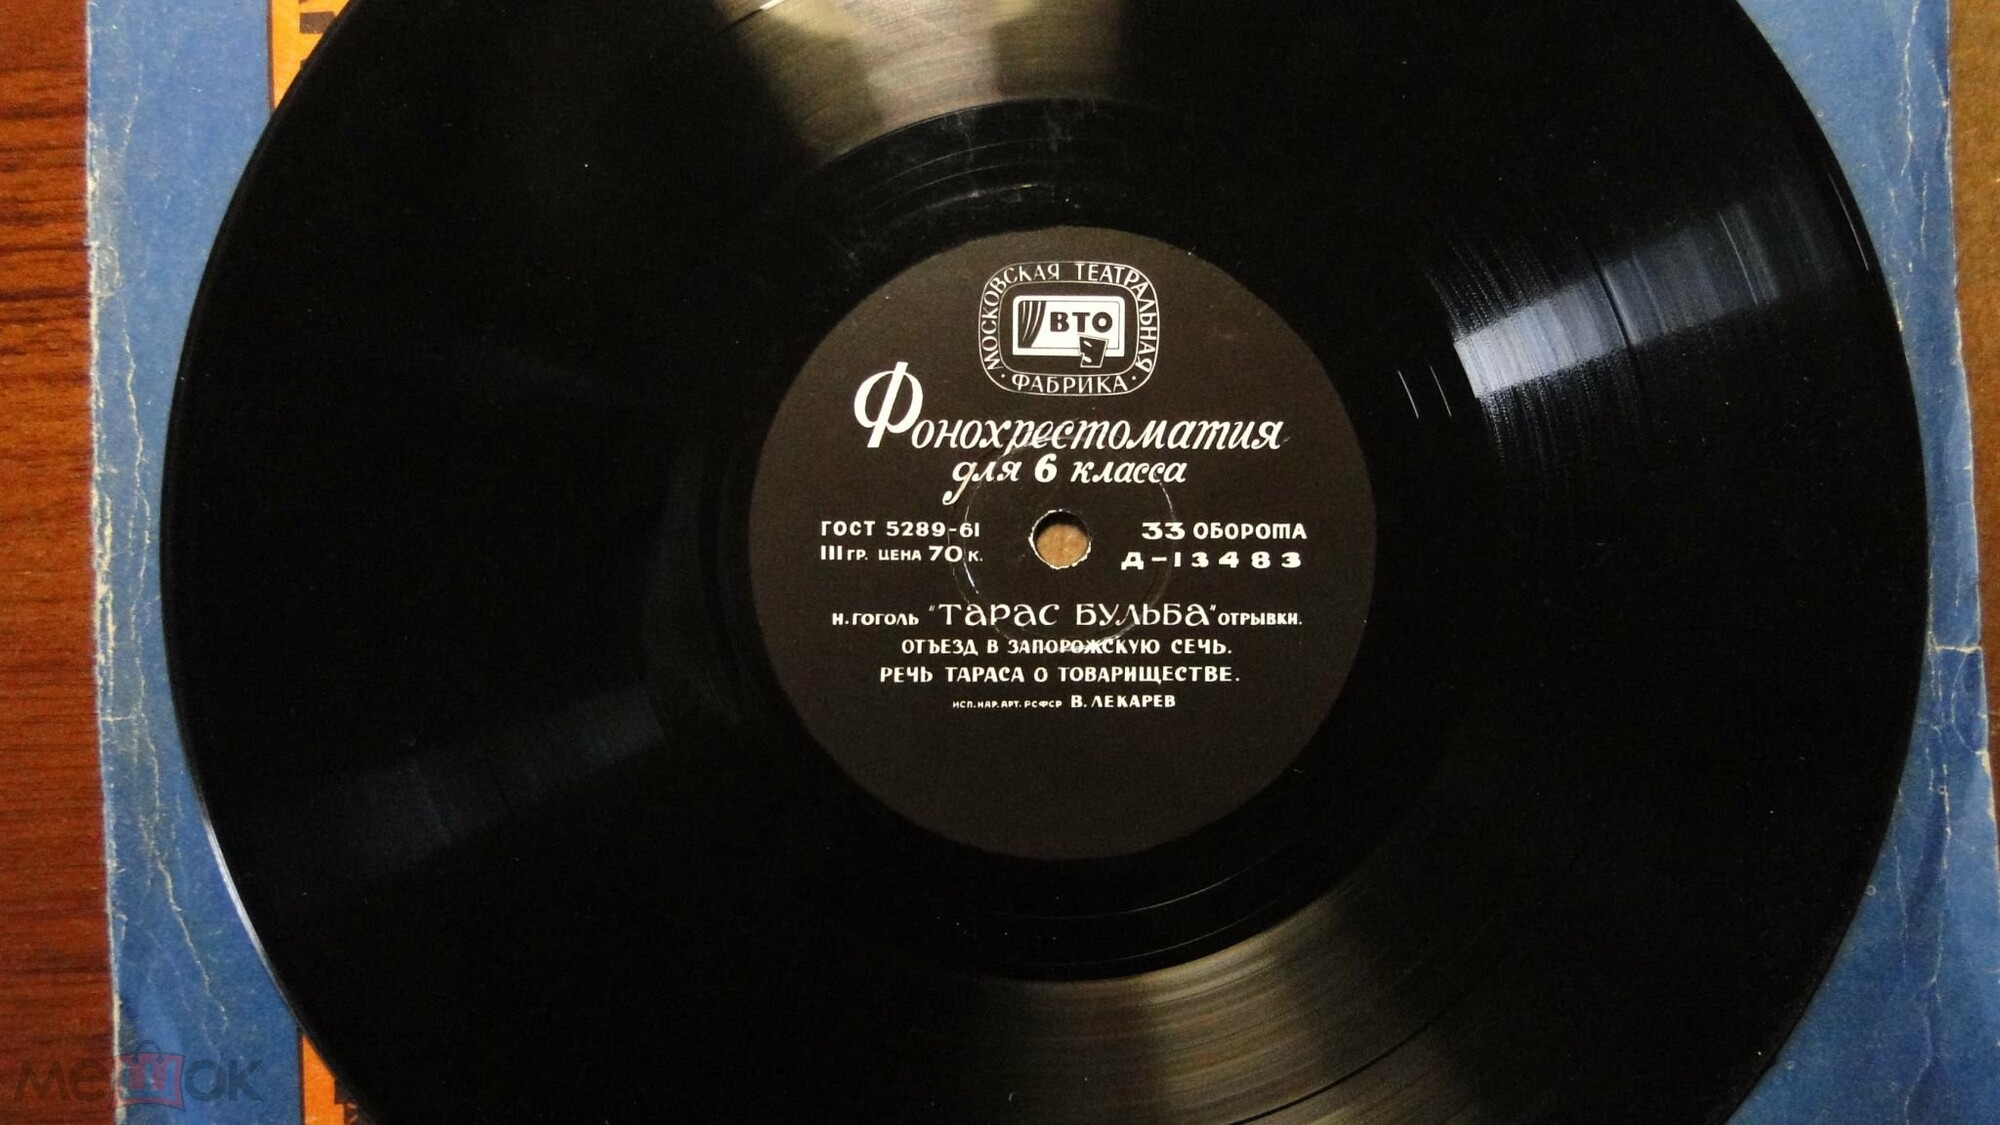 МОСКОВСКАЯ ТЕАТРАЛЬНАЯ
ВТО
· ФАБРИКА ·
Фонохрестоматия
для 6 класса
ГОСТ 5289-61
33 ОБОРОТА
III ГР. ЦЕНА 70 К.
Д-13483
Н. ГОГОЛЬ "ТАРАС БУЛЬБА" ОТРЫВКИ.
ОТЪЕЗД В ЗАПОРОЖСКУЮ СЕЧЬ.
РЕЧЬ ТАРАСА О ТОВАРИЩЕСТВЕ.
ИСП. НАР. АРТ. РСФСР В. ЛЕКАРЕВ
мешок